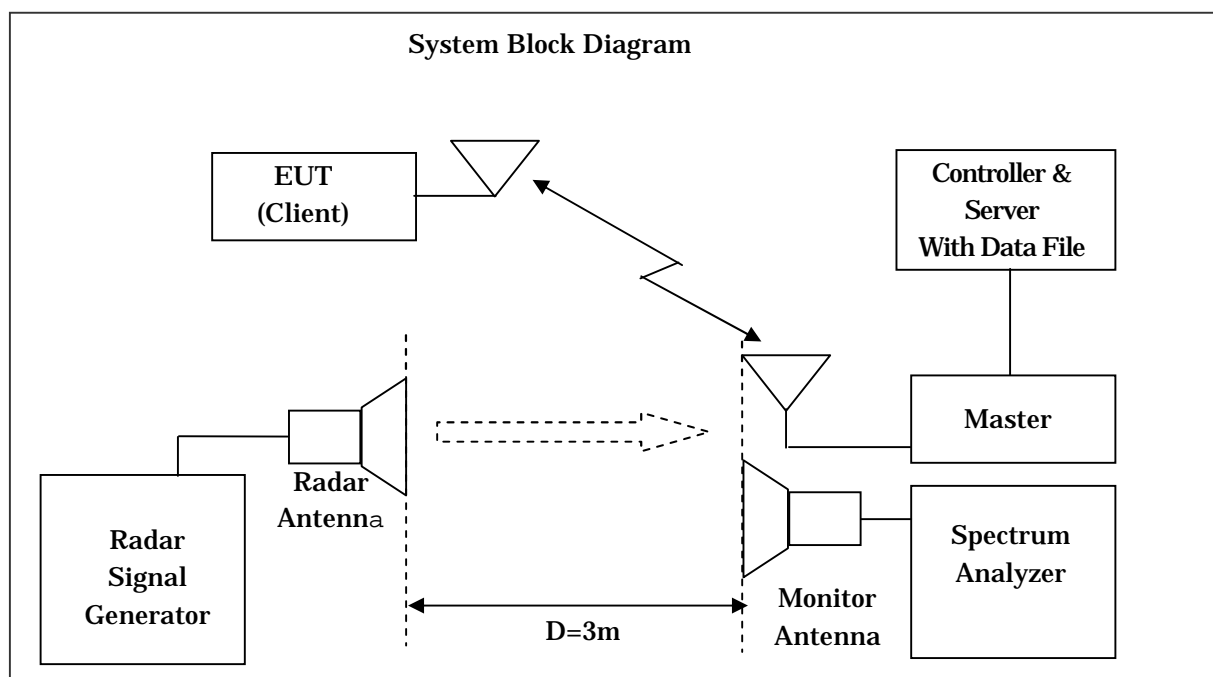 System Block Diagram
EUT
(Client)
Controller &
Server
With Data File
Master
Radar
Antenna
Radar
Signal
Generator
Spectrum
Analyzer
Monitor
Antenna
D=3m